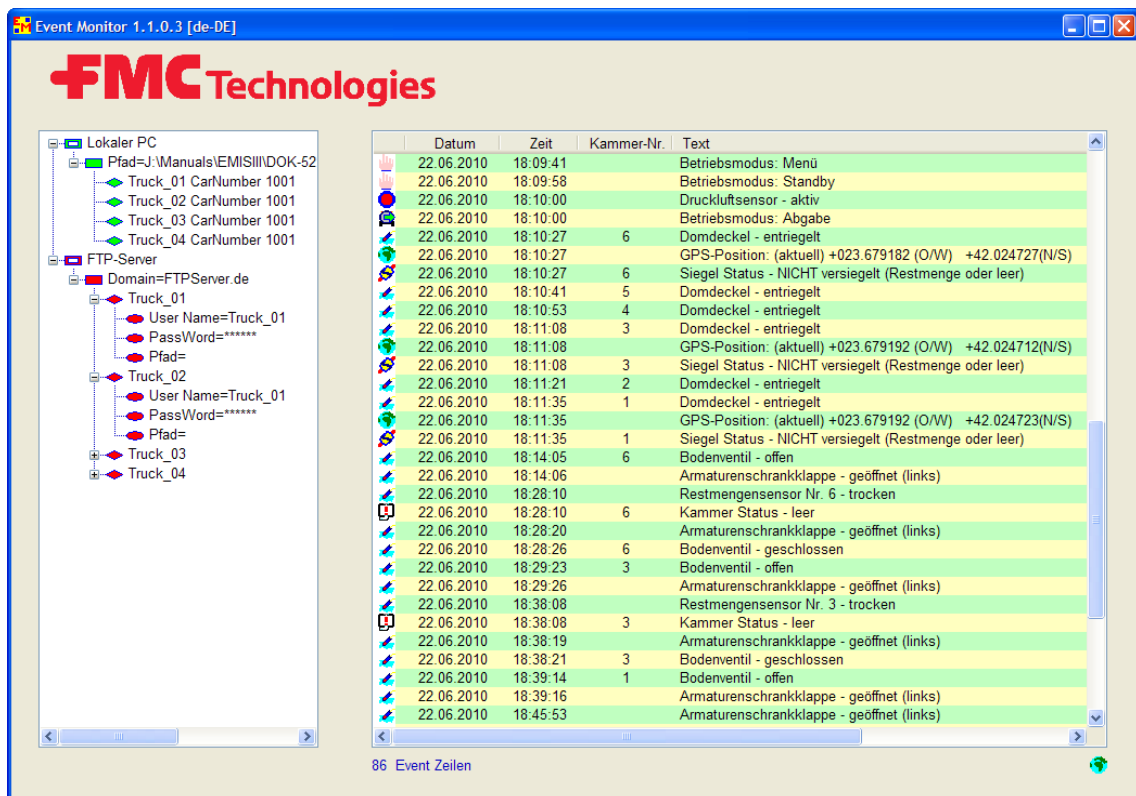 Event Monitor 1.1.0.3 [de-DE]
FMC Technologies
Lokaler PC
Pfad=J:\Manuals\EMISIII\DOK-52
Truck_01 CarNumber 1001
Truck_02 CarNumber 1001
Truck_03 CarNumber 1001
Truck_04 CarNumber 1001
FTP-Server
Domain=FTPServer.de
Truck_01
User Name=Truck_01
PassWord=******
Pfad=
Truck_02
User Name=Truck_01
PassWord=******
Pfad=
Truck_03
Truck_04
Datum Zeit Kammer-Nr. Text
22.06.2010 18:09:41 Betriebsmodus: Menü
22.06.2010 18:09:58 Betriebsmodus: Standby
22.06.2010 18:10:00 Druckluftsensor - aktiv
22.06.2010 18:10:00 Betriebsmodus: Abgabe
22.06.2010 18:10:27 6 Domdeckel - entriegelt
22.06.2010 18:10:27 GPS-Position: (aktuell) +023.679182 (O/W) +42.024727(N/S)
22.06.2010 18:10:27 6 Siegel Status - NICHT versiegelt (Restmenge oder leer)
22.06.2010 18:10:41 5 Domdeckel - entriegelt
22.06.2010 18:10:53 4 Domdeckel - entriegelt
22.06.2010 18:11:08 3 Domdeckel - entriegelt
22.06.2010 18:11:08 GPS-Position: (aktuell) +023.679192 (O/W) +42.024712(N/S)
22.06.2010 18:11:08 3 Siegel Status - NICHT versiegelt (Restmenge oder leer)
22.06.2010 18:11:21 2 Domdeckel - entriegelt
22.06.2010 18:11:35 1 Domdeckel - entriegelt
22.06.2010 18:11:35 GPS-Position: (aktuell) +023.679192 (O/W) +42.024723(N/S)
22.06.2010 18:11:35 1 Siegel Status - NICHT versiegelt (Restmenge oder leer)
22.06.2010 18:14:05 6 Bodenventil - offen
22.06.2010 18:14:06 Armaturenschrankklappe - geöffnet (links)
22.06.2010 18:28:10 Restmengensensor Nr. 6 - trocken
22.06.2010 18:28:10 6 Kammer Status - leer
22.06.2010 18:28:20 Armaturenschrankklappe - geöffnet (links)
22.06.2010 18:28:26 6 Bodenventil - geschlossen
22.06.2010 18:29:23 3 Bodenventil - offen
22.06.2010 18:29:26 Armaturenschrankklappe - geöffnet (links)
22.06.2010 18:38:08 Restmengensensor Nr. 3 - trocken
22.06.2010 18:38:08 3 Kammer Status - leer
22.06.2010 18:38:19 Armaturenschrankklappe - geöffnet (links)
22.06.2010 18:38:21 3 Bodenventil - geschlossen
22.06.2010 18:39:14 1 Bodenventil - offen
22.06.2010 18:39:16 Armaturenschrankklappe - geöffnet (links)
22.06.2010 18:45:53 Armaturenschrankklappe - geöffnet (links)
86 Event Zeilen